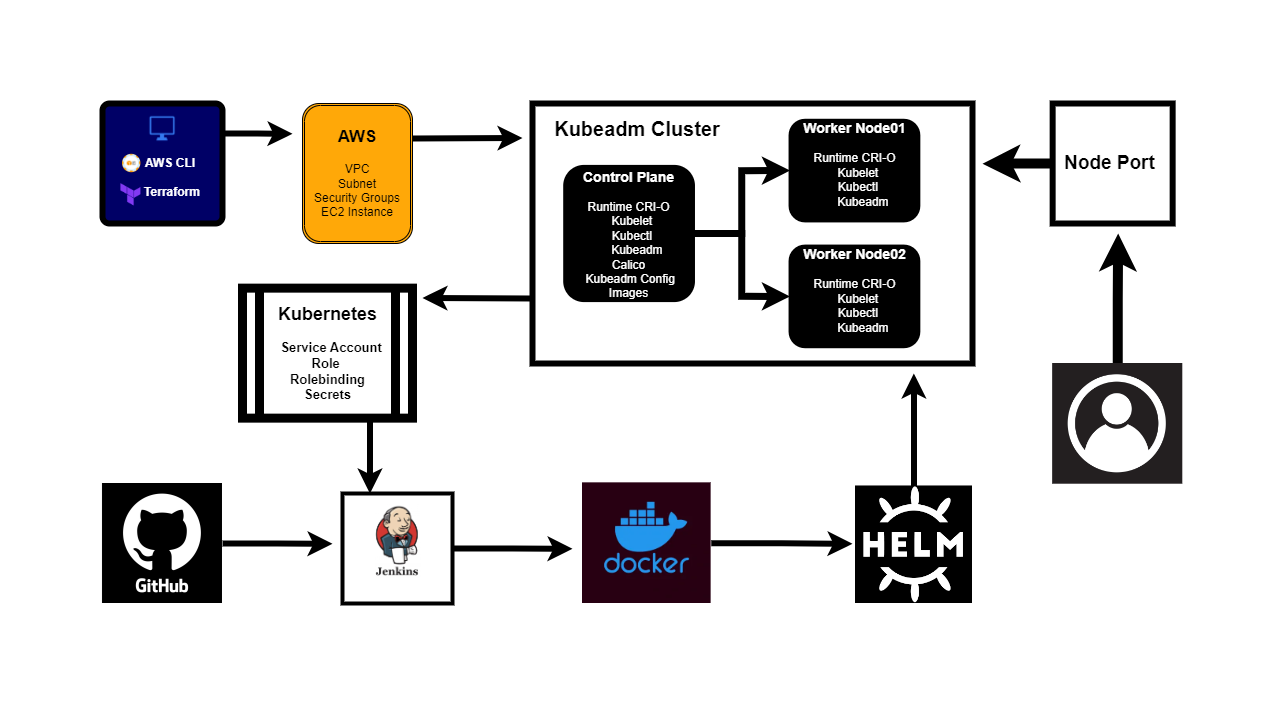 AWS CLI
Terraform
AWS
VPC
Subnet
Security Groups
EC2 Instance
Kubeadm Cluster
Control Plane
Runtime CRI-O
Kubelet
Kubectl
Kubeadm
Calico
Kubeadm Config
Images
Worker Node01
Runtime CRI-O
Kubelet
Kubectl
Kubeadm
Worker Node02
Runtime CRI-O
Kubelet
Kubectl
Kubeadm
Node Port
Kubernetes
Service Account
Role
Rolebinding
Secrets
GitHub
Jenkins
docker
HELM